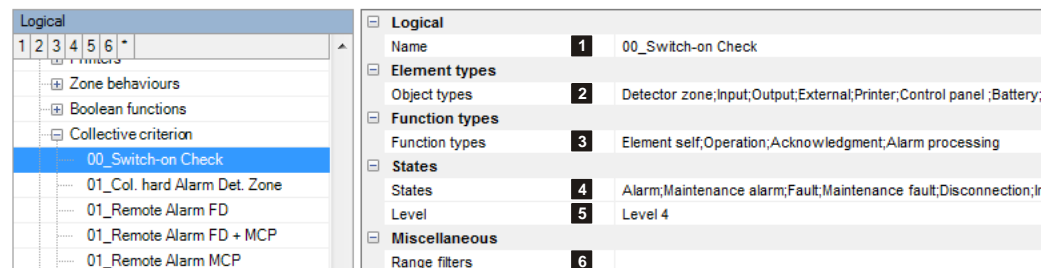 Logical
1 2 3 4 5 6 *
Printers
Zone behaviours
Boolean functions
Collective criterion
00_Switch-on Check
01_Col. hard Alarm Det. Zone
01_Remote Alarm FD
01_Remote Alarm FD + MCP
01_Remote Alarm MCP
Logical
Name 1 00_Switch-on Check
Element types
Object types 2 Detector zone;Input;Output;External;Printer;Control panel ;Battery;
Function types
Function types 3 Element self;Operation;Acknowledgment;Alarm processing
States
States 4 Alarm;Maintenance alarm;Fault;Maintenance fault;Disconnection;
Level 5 Level 4
Miscellaneous
Range filters 6